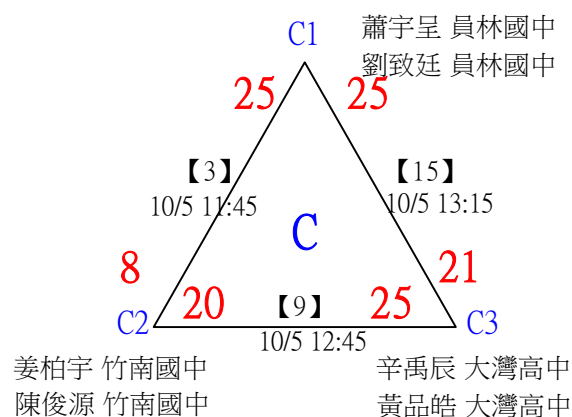 C1
蕭宇呈 員林國中
劉致廷 員林國中
25
25
【3】
10/5 11:45
【15】
10/5 13:15
C
8
21
20
【9】
25
C2
10/5 12:45
C3
姜柏宇 竹南國中
陳俊源 竹南國中
辛禹辰 大灣高中
黃品皓 大灣高中